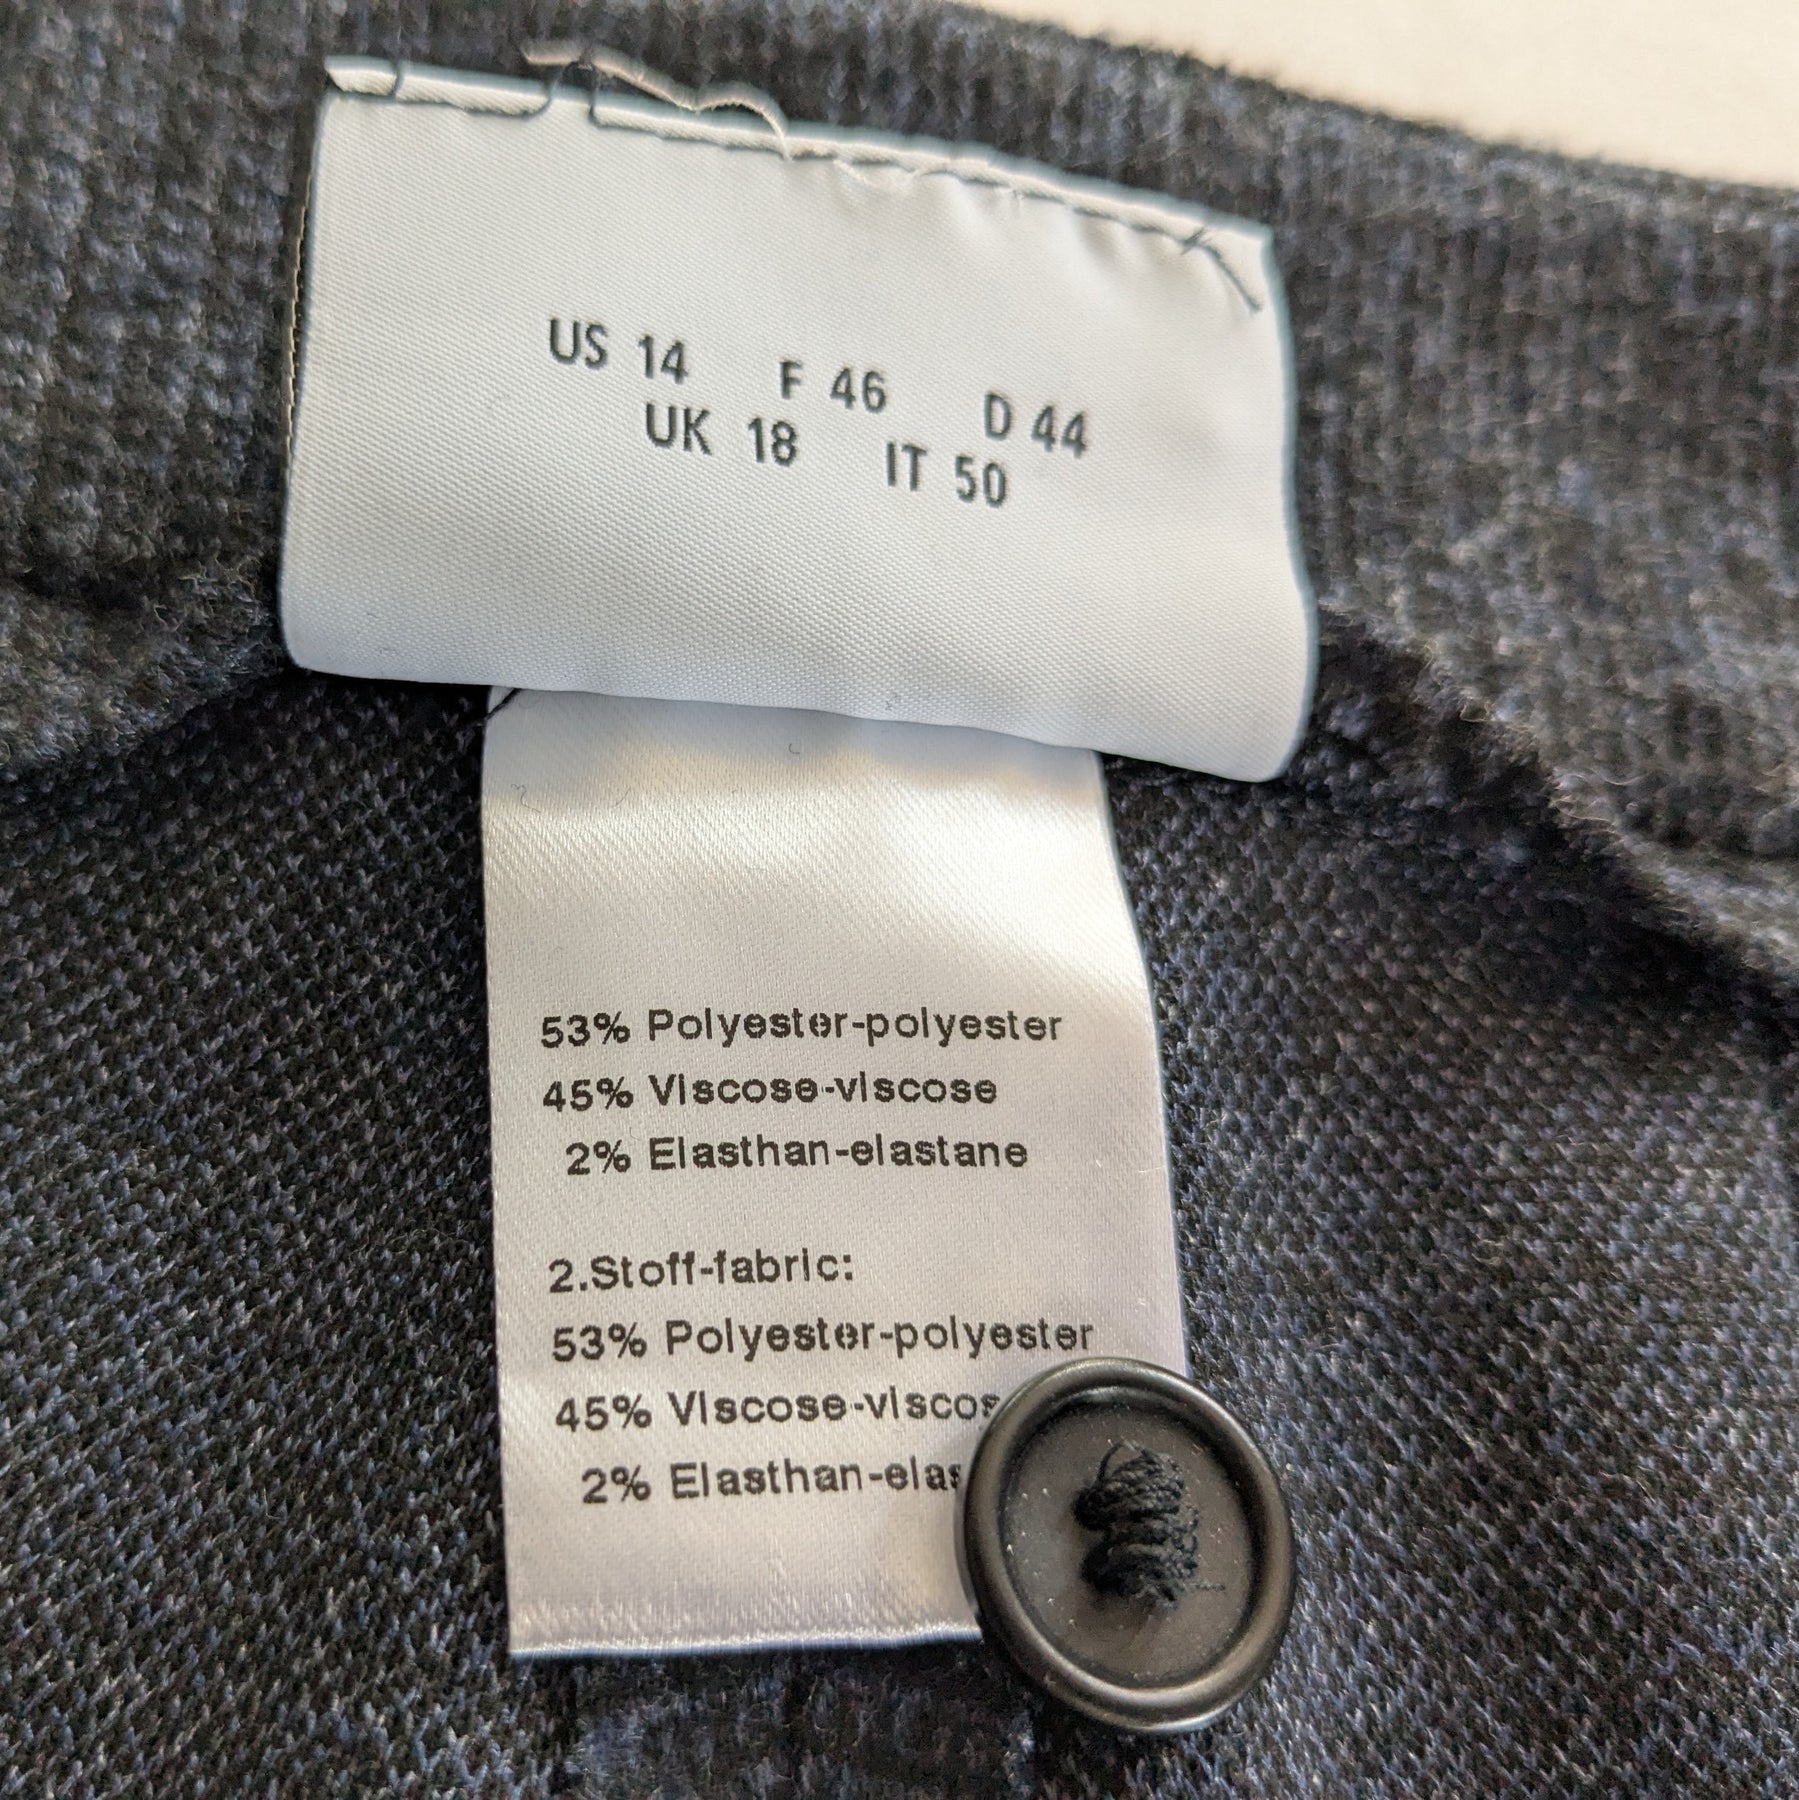 US 14 F 46 D 44
UK 18 IT 50
53% Polyester-polyester
45% Viscose-viscose
2% Elasthan-elastane
2.Stoff-fabric:
53% Polyester-polyester
45% Viscose-viscos
2% Elasthan-elas